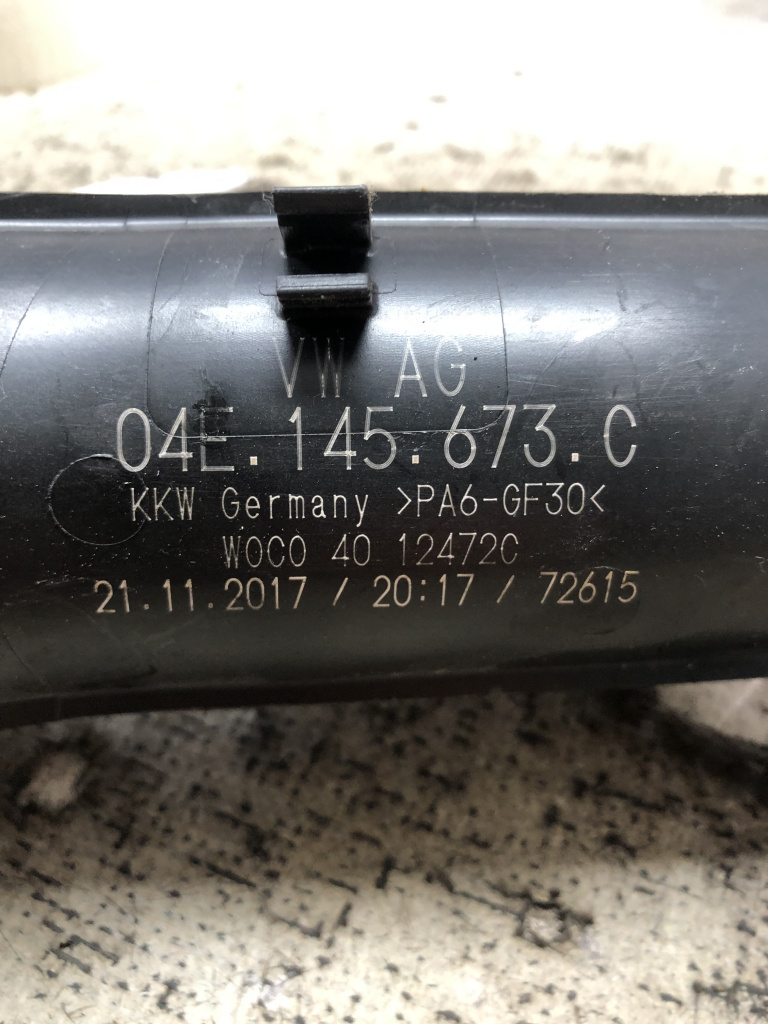 VW AG
04E.145.673.C
KKW Germany >PA6-GF30<
WOCO 40 12472C
21.11.2017 / 20:17 / 72615